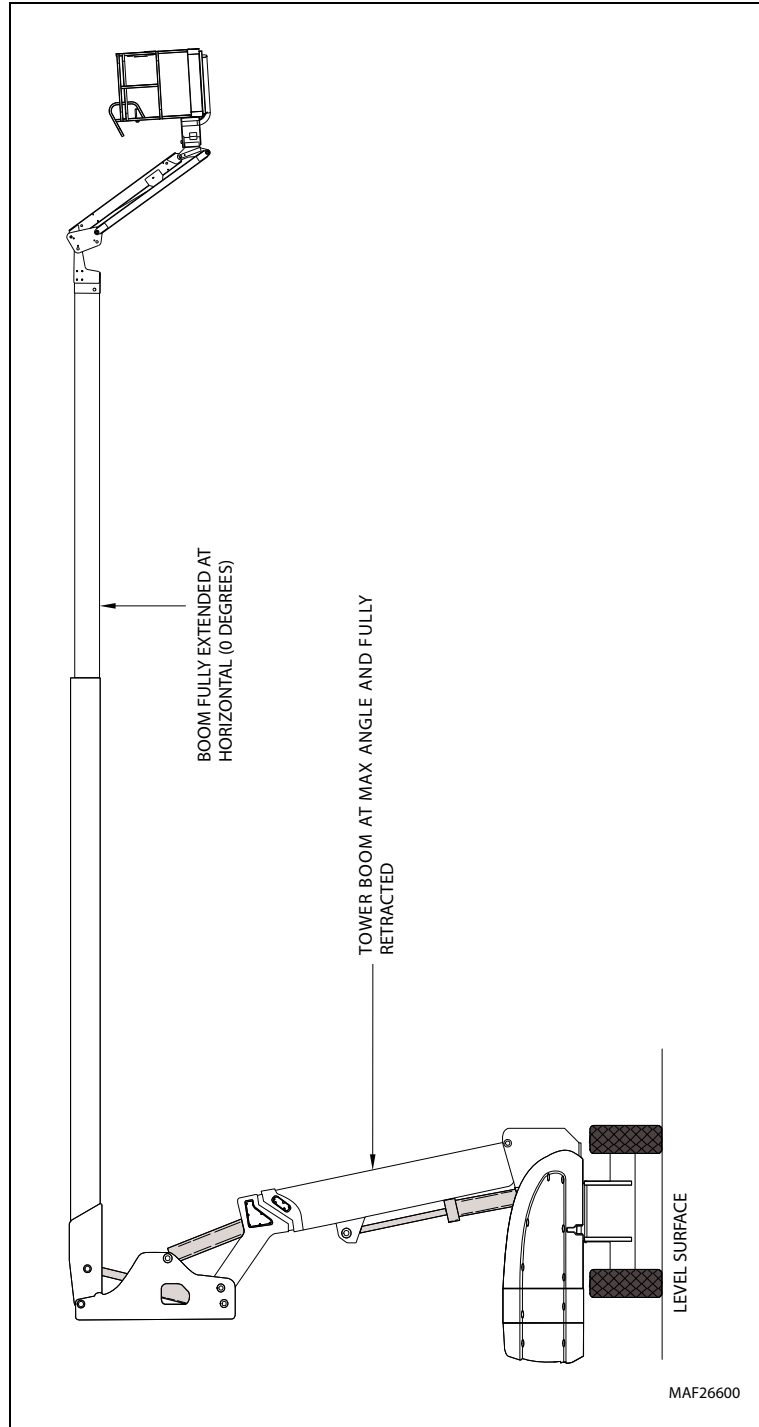 BOOM FULLY EXTENDED AT
HORIZONTAL (0 DEGREES)
TOWER BOOM AT MAX ANGLE AND FULLY
RETRACTED
LEVEL SURFACE
MAF26600